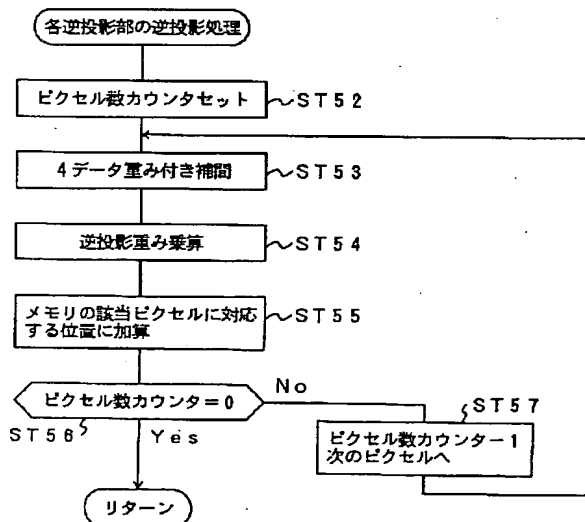 各逆投影部の逆投影処理
ピクセル数カウンタセット
ST52
4データ重み付き補間
ST53
逆投影重み乗算
ST54
メモリの該当ピクセルに対応
する位置に加算
ST55
ピクセル数カウンタ=0
No
ST56
Yes
ST57
ピクセル数カウンター1
次のピクセルへ
リターン